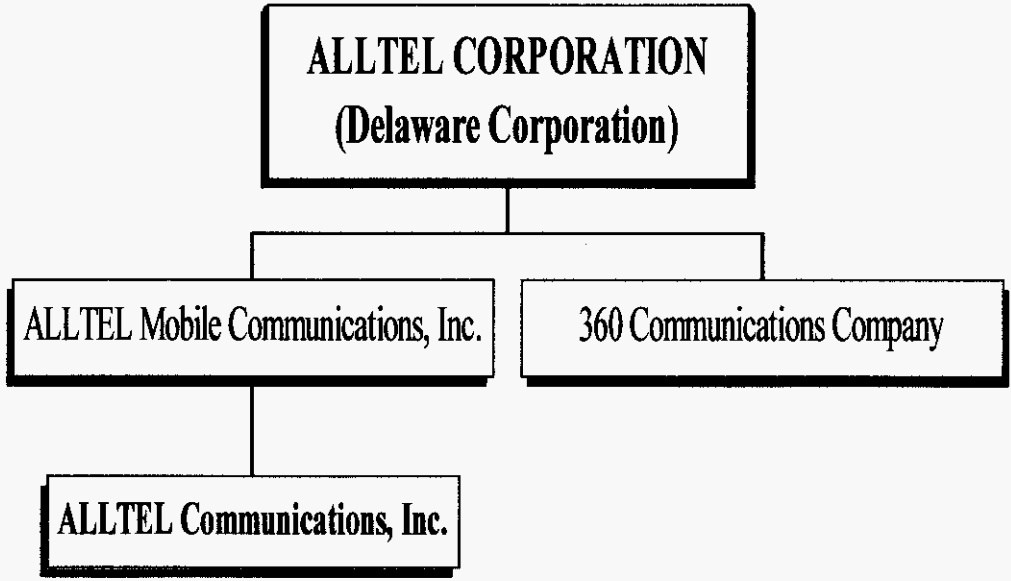 ALLTEL CORPORATION
(Delaware Corporation)
ALLTEL Mobile Communications, Inc.
360 Communications Company
ALLTEL Communications, Inc.